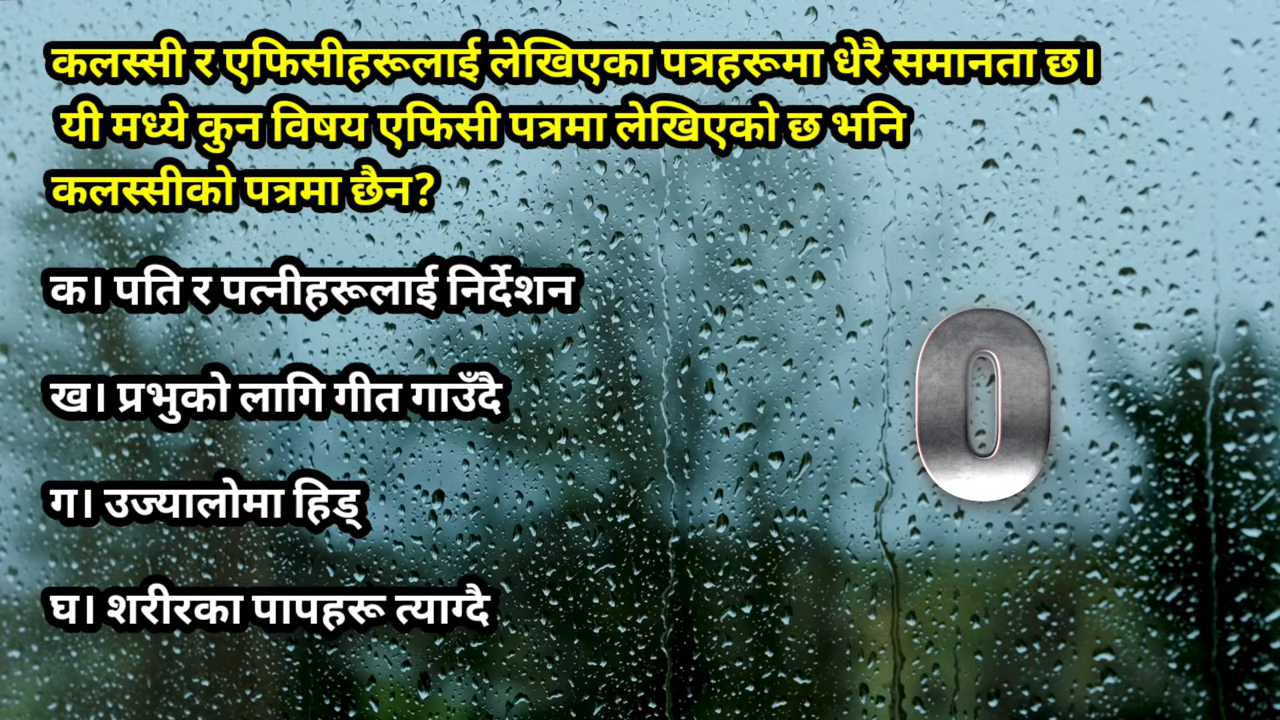 कलस्सी र एफिसीहरूलाई लेखिएका पत्रहरूमा धेरै समानता छ।
यी मध्ये कुन विषय एफिसी पत्रमा लेखिएको छ भनि
कलस्सीको पत्रमा छैन?
क। पति र पत्नीहरूलाई निर्देशन
ख। प्रभुको लागि गीत गाउँदै
ग। उज्यालोमा हिड्
घ। शरीरका पापहरू त्याग्दै
0